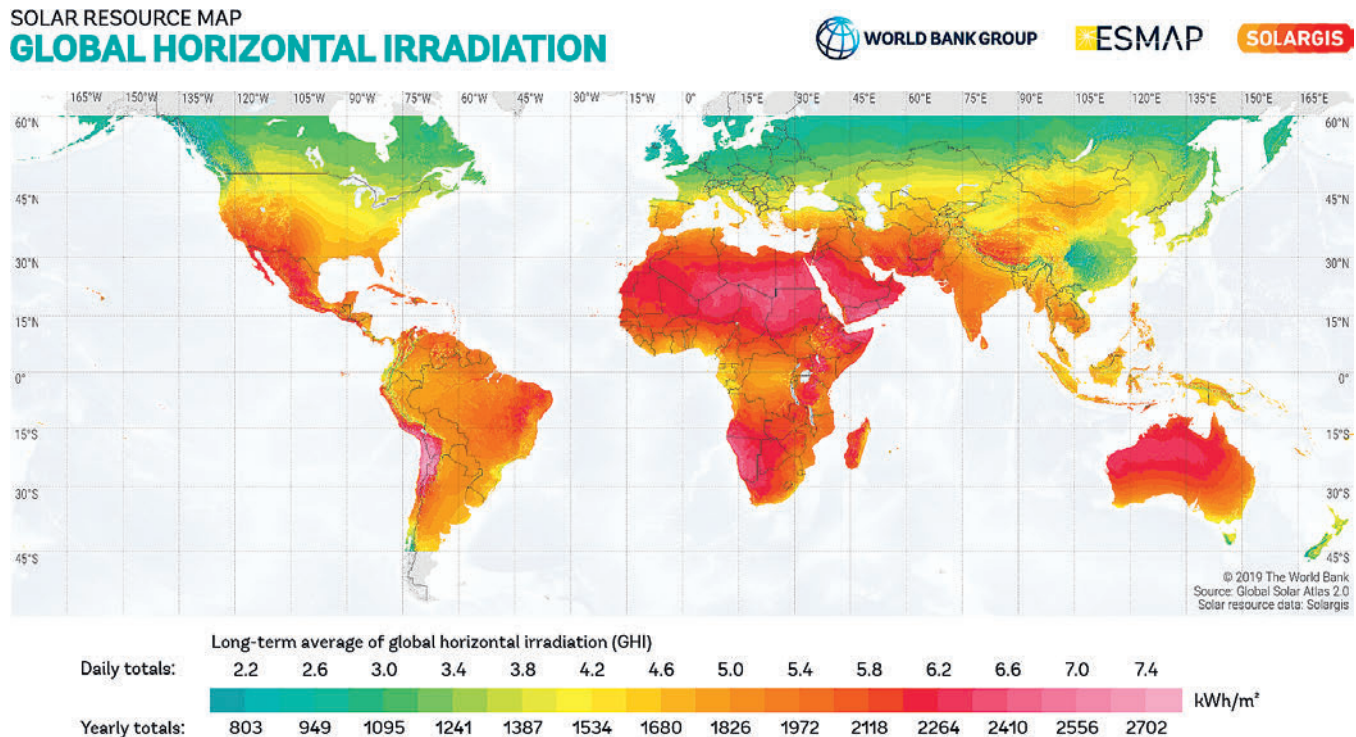 SOLAR RESOURCE MAP
GLOBAL HORIZONTAL IRRADIATION
WORLD BANK GROUP
ESMAP
SOLARGIS
165°W 150°W 135°W 120°W 105°W 90°W 75°W 60°W 45°W 30°W 15°W 0° 15°E 30°E 45°E 60°E 75°E 90°E 105°E 120°E 135°E 150°E 165°E
60°N 60°N
45°N 45°N
30°N 30°N
15°N 15°N
0° 0°
15°S 15°S
30°S 30°S
45°S 45°S
© 2019 The World Bank
Source: Global Solar Atlas 2.0
Solar resource data: Solargis
Long-term average of global horizontal irradiation (GHI)
Daily totals: 2.2 2.6 3.0 3.4 3.8 4.2 4.6 5.0 5.4 5.8 6.2 6.6 7.0 7.4
kWh/m²
Yearly totals: 803 949 1095 1241 1387 1534 1680 1826 1972 2118 2264 2410 2556 2702